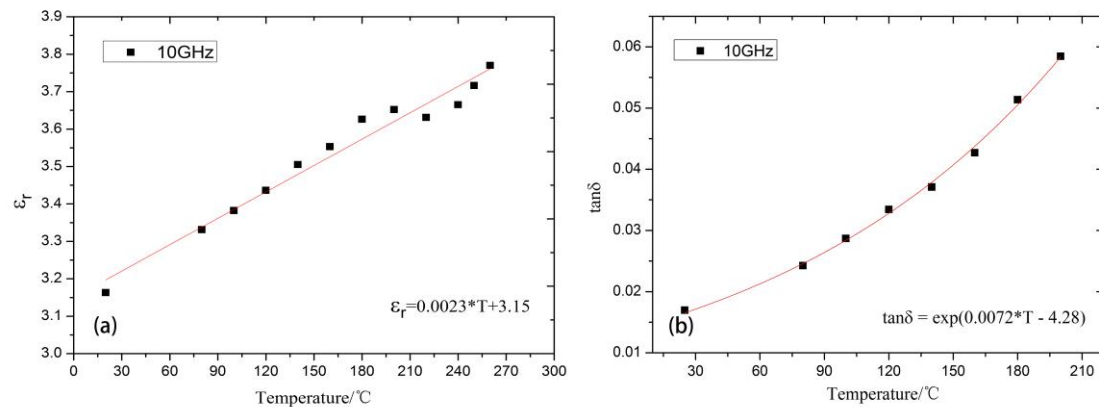 3.9
3.8
3.7
3.6
3.5
3.4
3.3
3.2
3.1
3.0
εr
10GHz
(a)
εr=0.0023*T+3.15
0 30 60 90 120 150 180 210 240 270 300
Temperature/℃
0.06
0.05
0.04
0.03
0.02
0.01
tanδ
10GHz
(b)
tanδ = exp(0.0072*T - 4.28)
30 60 90 120 150 180 210
Temperature/℃